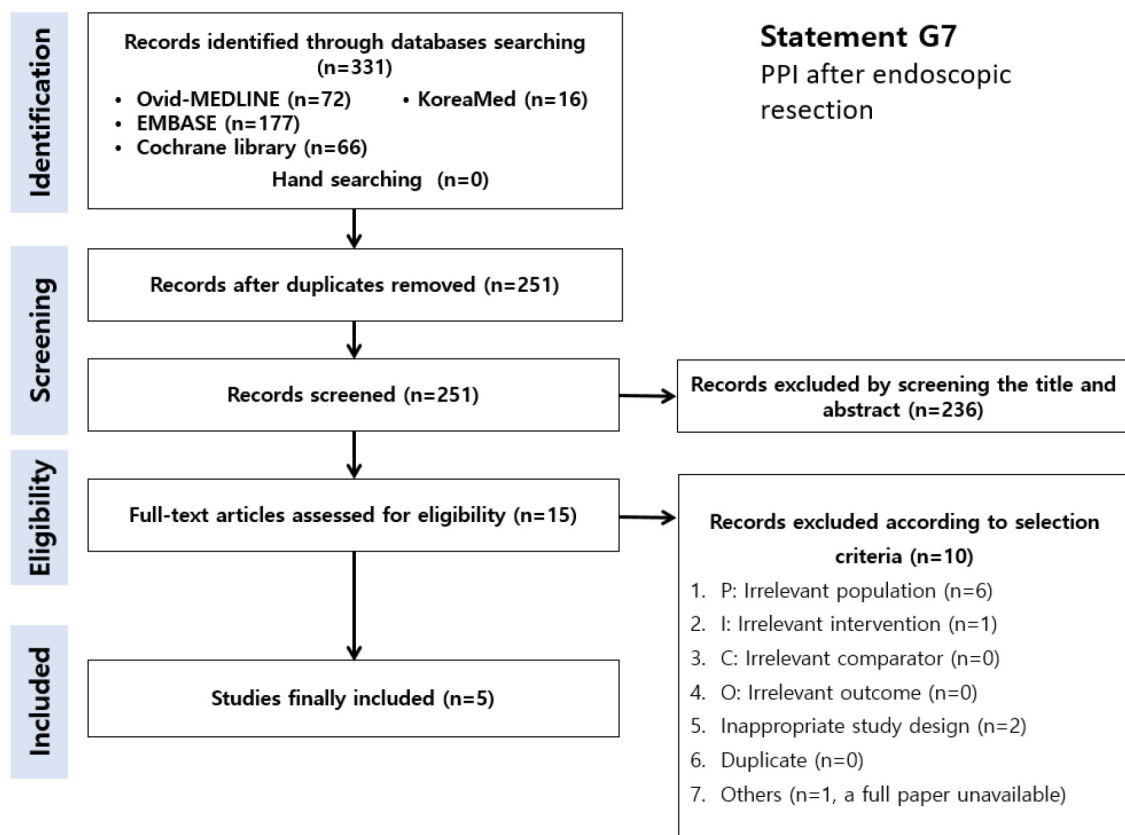 Identification
Records identified through databases searching
(n=331)
• Ovid-MEDLINE (n=72) • KoreaMed (n=16)
• EMBASE (n=177)
• Cochrane library (n=66)
Hand searching (n=0)
Statement G7
PPI after endoscopic
resection
Screening
Records after duplicates removed (n=251)
Records screened (n=251)
Records excluded by screening the title and
abstract (n=236)
Eligibility
Full-text articles assessed for eligibility (n=15)
Records excluded according to selection
criteria (n=10)
1. P: Irrelevant population (n=6)
2. I: Irrelevant intervention (n=1)
3. C: Irrelevant comparator (n=0)
4. O: Irrelevant outcome (n=0)
5. Inappropriate study design (n=2)
6. Duplicate (n=0)
7. Others (n=1, a full paper unavailable)
Included
Studies finally included (n=5)